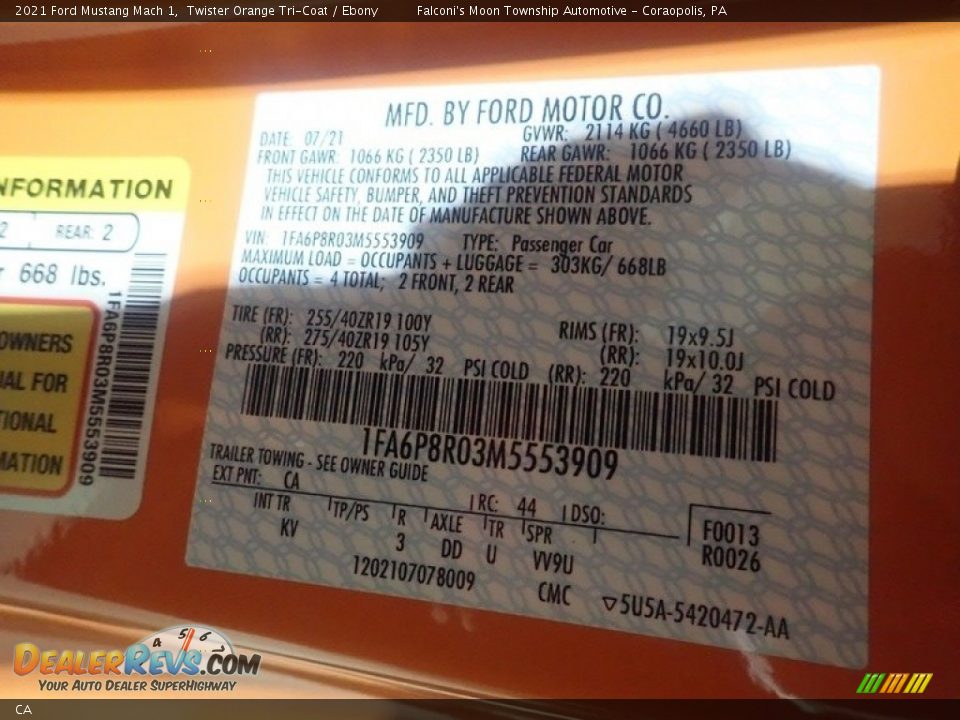 2021 Ford Mustang Mach 1, Twister Orange Tri-Coat / Ebony
Falconi's Moon Township Automotive - Coraopolis, PA
MFD. BY FORD MOTOR CO.
DATE: 07/21
GVWR: 2114 KG ( 4660 LB)
FRONT GAWR: 1066 KG ( 2350 LB)
REAR GAWR: 1066 KG ( 2350 LB)
THIS VEHICLE CONFORMS TO ALL APPLICABLE FEDERAL MOTOR
VEHICLE SAFETY, BUMPER, AND THEFT PREVENTION STANDARDS
IN EFFECT ON THE DATE OF MANUFACTURE SHOWN ABOVE.
VIN: 1FA6P8R03M5553909
TYPE: Passenger Car
MAXIMUM LOAD = OCCUPANTS + LUGGAGE = 303KG/ 668LB
OCCUPANTS = 4 TOTAL; 2 FRONT, 2 REAR
TIRE (FR): 255/40ZR19 100Y
RIMS (FR): 19x9.5J
(RR): 275/40ZR19 105Y
(RR): 19x10.0J
PRESSURE (FR): 220 kPa/ 32 PSI COLD
(RR): 220 kPa/ 32 PSI COLD
1FA6P8R03M5553909
TRAILER TOWING - SEE OWNER GUIDE
EXT PNT: CA
RC: 44
DSO:
INT TR
TP/PS
R
AXLE
TR
SPR
KV
3
DD
U
VV9U
F0013
R0026
1202107078009
CMC
▽5U5A-5420472-AA
NFORMATION
2
REAR: 2
r 668 lbs.
OWNERS
AL FOR
TIONAL
MATION
1FA6P8R03M5553909
4 5 6
DEALERREVS.COM
YOUR AUTO DEALER SUPERHIGHWAY
CA